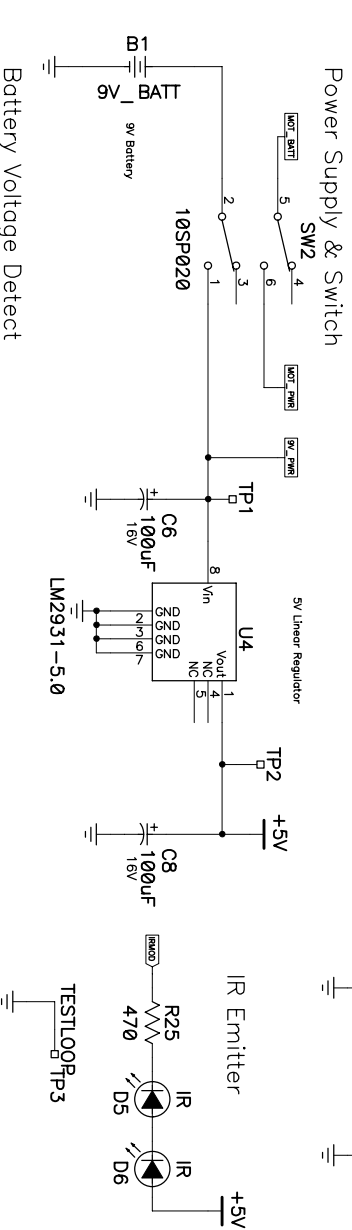 Power Supply & Switch
MOT_BATT
5
SW2
4
6
MOT_PWR
9V_PWR
B1
9V_BATT
9V Battery
2
3
1
10SP020
TP1
+
C6
100uF
16V
5V Linear Regulator
U4
8
Vin
Vout
1
NC
4
NC
5
GND
2
GND
3
GND
6
GND
7
LM2931-5.0
TP2
+5V
+
C8
100uF
16V
IR Emitter
IRMOD
R25
470
IR
D5
IR
D6
+5V
TESTLOOP
TP3
Battery Voltage Detect